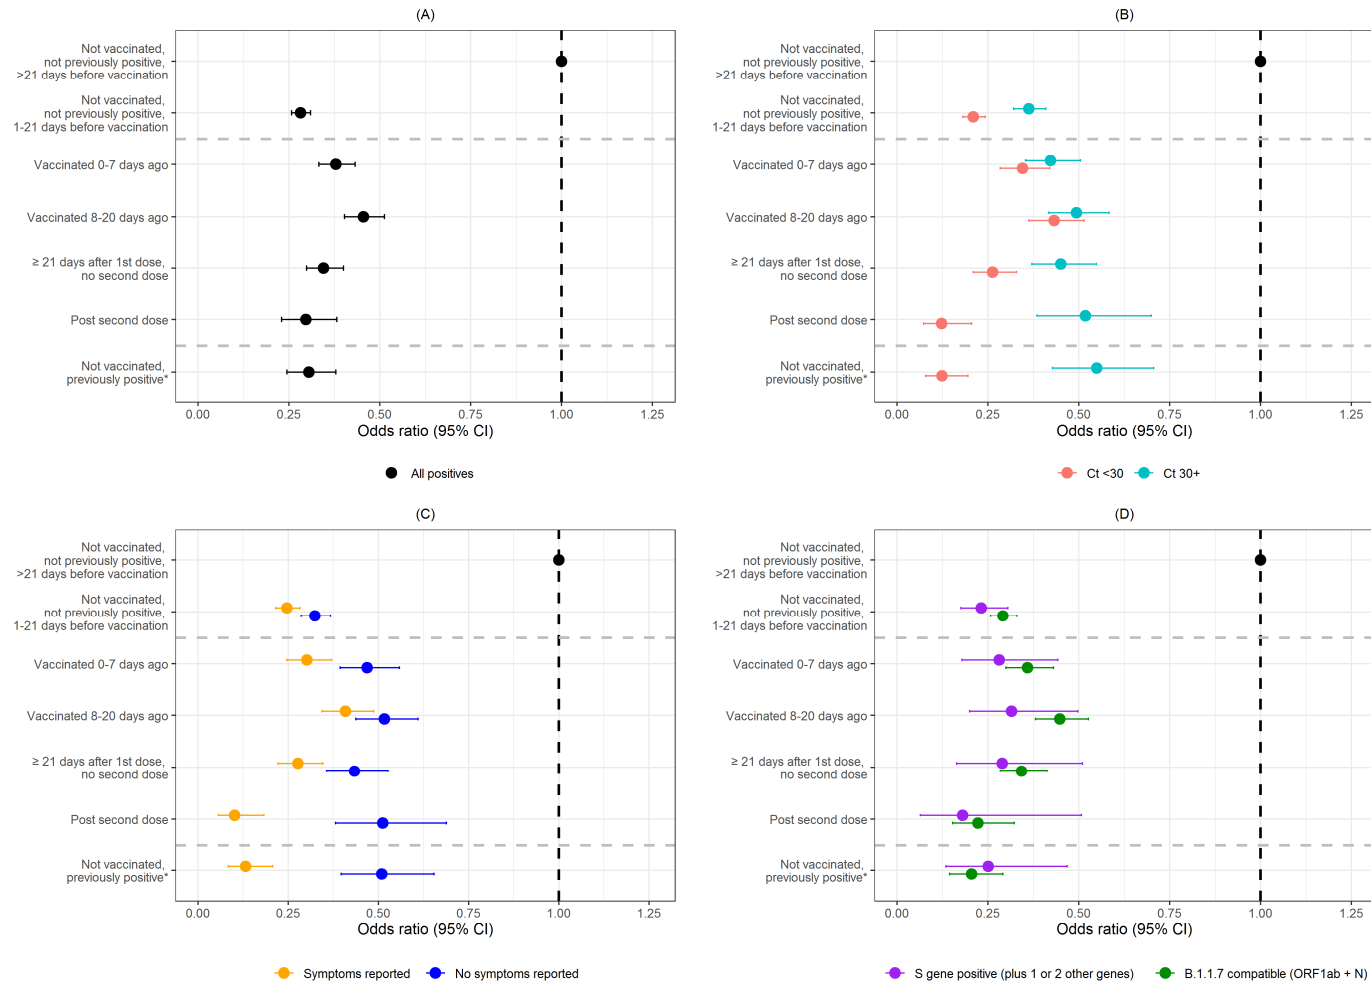 (A)
Not vaccinated,
not previously positive,
>21 days before vaccination
Not vaccinated,
not previously positive,
1-21 days before vaccination
Vaccinated 0-7 days ago
Vaccinated 8-20 days ago
≥ 21 days after 1st dose,
no second dose
Post second dose
Not vaccinated,
previously positive*
0.00 0.25 0.50 0.75 1.00 1.25
Odds ratio (95% CI)
All positives
(B)
Not vaccinated,
not previously positive,
>21 days before vaccination
Not vaccinated,
not previously positive,
1-21 days before vaccination
Vaccinated 0-7 days ago
Vaccinated 8-20 days ago
≥ 21 days after 1st dose,
no second dose
Post second dose
Not vaccinated,
previously positive*
0.00 0.25 0.50 0.75 1.00 1.25
Odds ratio (95% CI)
Ct <30 Ct 30+
(C)
Not vaccinated,
not previously positive,
>21 days before vaccination
Not vaccinated,
not previously positive,
1-21 days before vaccination
Vaccinated 0-7 days ago
Vaccinated 8-20 days ago
≥ 21 days after 1st dose,
no second dose
Post second dose
Not vaccinated,
previously positive*
0.00 0.25 0.50 0.75 1.00 1.25
Odds ratio (95% CI)
Symptoms reported No symptoms reported
(D)
Not vaccinated,
not previously positive,
>21 days before vaccination
Not vaccinated,
not previously positive,
1-21 days before vaccination
Vaccinated 0-7 days ago
Vaccinated 8-20 days ago
≥ 21 days after 1st dose,
no second dose
Post second dose
Not vaccinated,
previously positive*
0.00 0.25 0.50 0.75 1.00 1.25
Odds ratio (95% CI)
S gene positive (plus 1 or 2 other genes) B.1.1.7 compatible (ORF1ab + N)